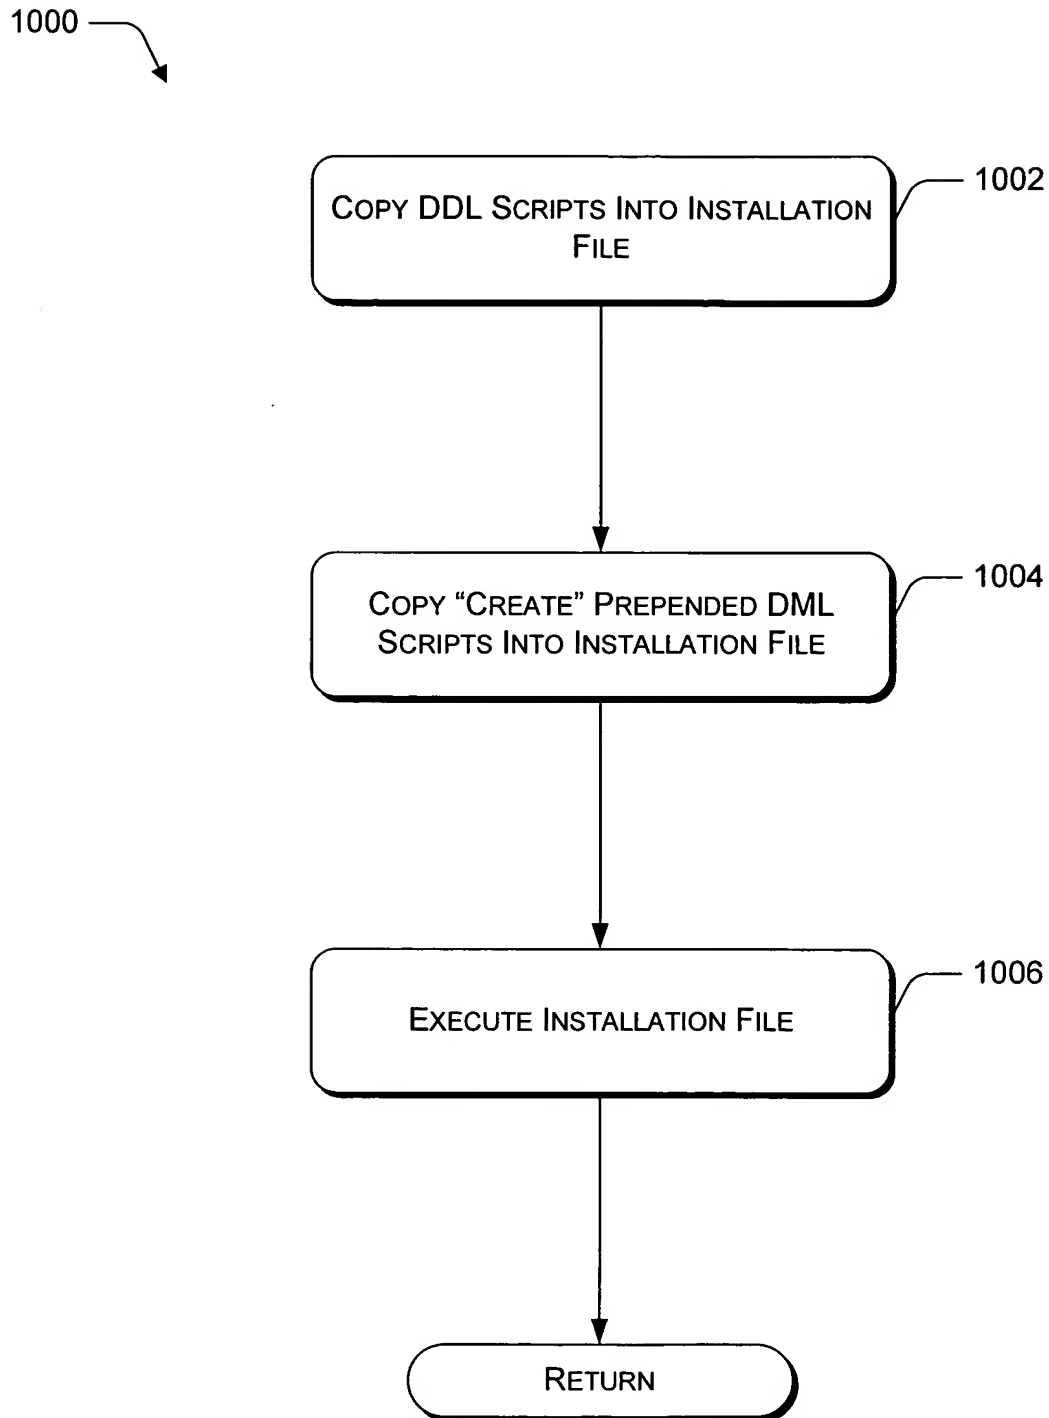 1000
COPY DDL SCRIPTS INTO INSTALLATION
FILE
1002
COPY “CREATE” PREPENDED DML
SCRIPTS INTO INSTALLATION FILE
1004
EXECUTE INSTALLATION FILE
1006
RETURN